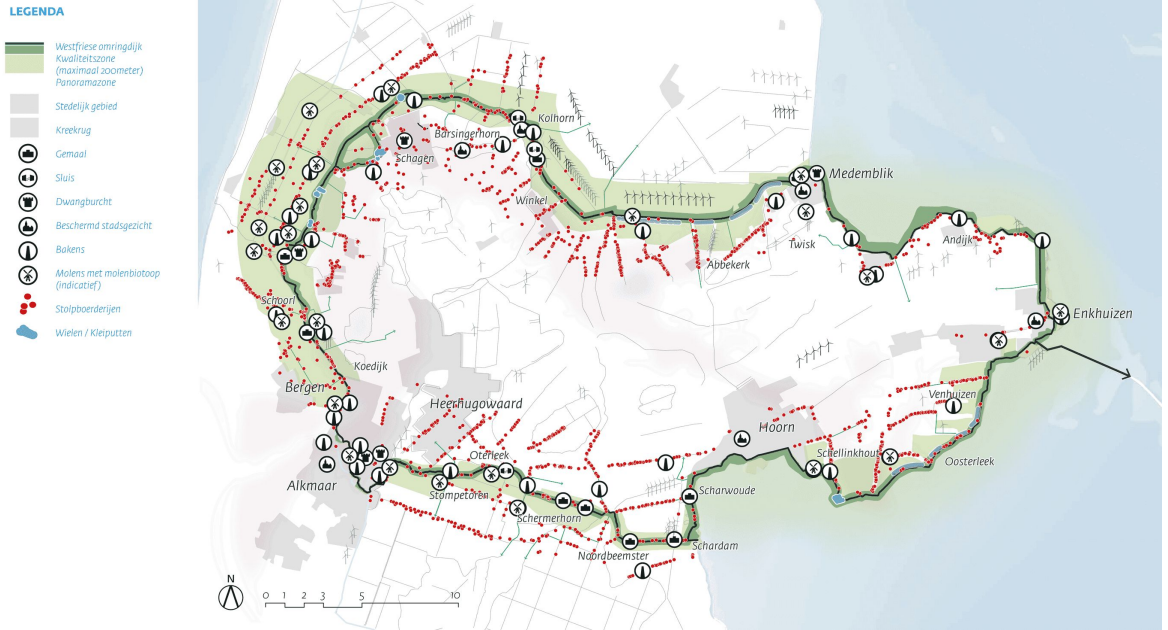 LEGENDA
Westfriese omringdijk
Kwaliteitszone
(maximaal 200meter)
Panoramazone
Stedelijk gebied
Kreekrug
Gemaal
Sluis
Dwangburcht
Beschermd stadsgezicht
Bakens
Molens met molenbiotoop
(indicatief)
Stolpboerderijen
Wielen / Kleiputten
Kolhorn
Barsingerhorn
Schagen
Medemblik
Winkel
Andijk
Twisk
Abbekerk
Schoorl
Enkhuizen
Koedijk
Bergen
Venhuizen
Heerhugowaard
Hoorn
Schellinkhout
Oterleek
Oosterleek
Alkmaar
Scharwoude
Stompetoren
Schermerhorn
Schardam
Noordbeemster
N
0 1 2 3 5 10